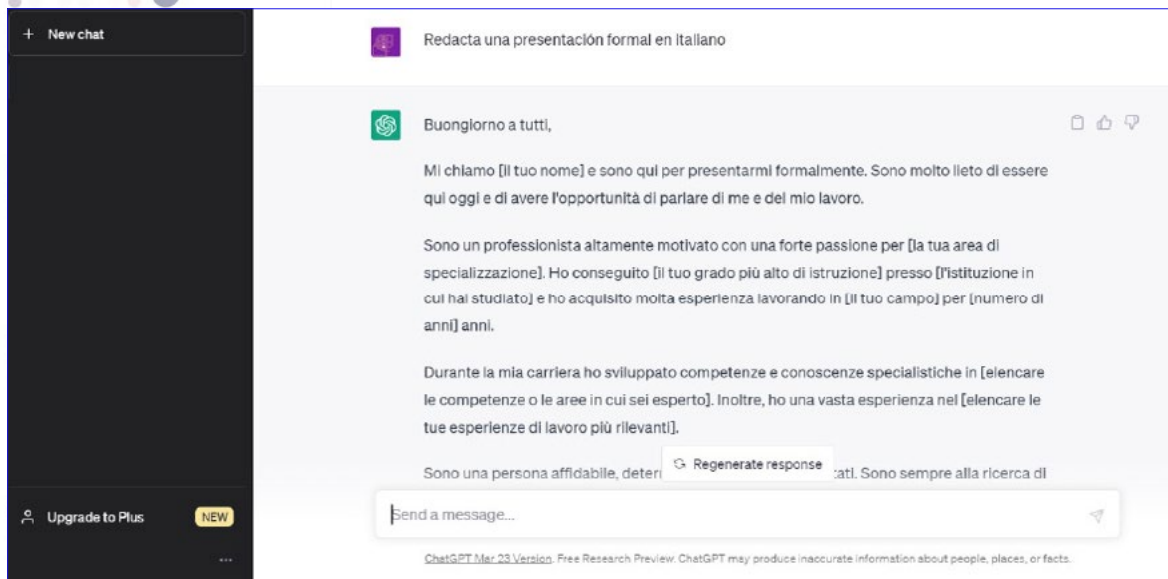 + New chat
Redacta una presentación formal en italiano
Buongiorno a tutti,
Mi chiamo [il tuo nome] e sono qui per presentarmi formalmente. Sono molto lieto di essere
qui oggi e di avere l'opportunità di parlare di me e del mio lavoro.
Sono un professionista altamente motivato con una forte passione per [la tua area di
specializzazione]. Ho conseguito [il tuo grado più alto di istruzione] presso [l'istituzione in
cui hai studiato] e ho acquisito molta esperienza lavorando in [il tuo campo] per [numero di
anni] anni.
Durante la mia carriera ho sviluppato competenze e conoscenze specialistiche in [elencare
le competenze o le aree in cui sei esperto]. Inoltre, ho una vasta esperienza nel [elencare le
tue esperienze di lavoro più rilevanti].
Sono una persona affidabile, deteri
Regenerate response
tati. Sono sempre alla ricerca di
Upgrade to Plus NEW
Send a message...
ChatGPT Mar 23 Version. Free Research Preview. ChatGPT may produce inaccurate information about people, places, or facts.